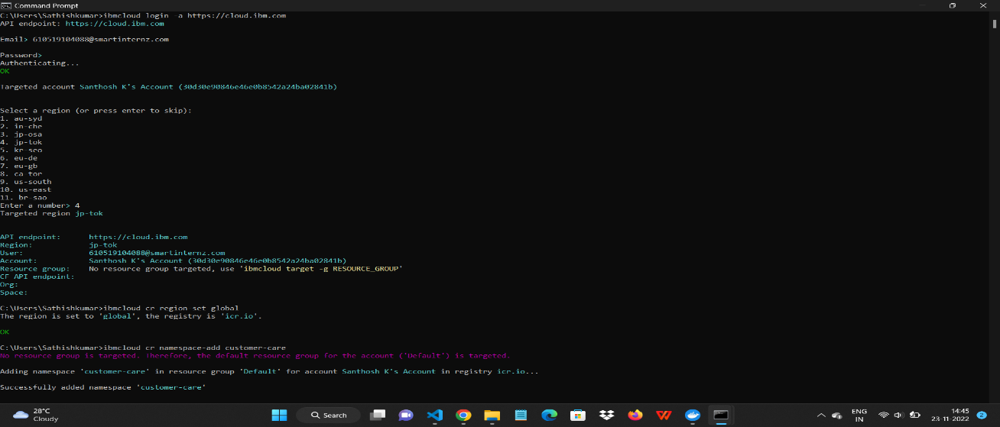 Command Prompt
C:\Users\Sathishkumar>ibmcloud login -a https://cloud.ibm.com
API endpoint: https://cloud.ibm.com
Email> 610519104088@smartinternz.com
Password>
Authenticating...
OK
Targeted account Santhosh K's Account (30d30e90846e46e0b8542a24ba02841b)
Select a region (or press enter to skip):
1. au-syd
2. in-che
3. jp-osa
4. jp-tok
5. kr-seo
6. eu-de
7. eu-gb
8. ca-tor
9. us-south
10. us-east
11. br-sao
Enter a number> 4
Targeted region jp-tok
API endpoint: https://cloud.ibm.com
Region: jp-tok
User: 610519104088@smartinternz.com
Account: Santhosh K's Account (30d30e90846e46e0b8542a24ba02841b)
Resource group: No resource group targeted, use 'ibmcloud target -g RESOURCE_GROUP'
CF API endpoint:
Org:
Space:
C:\Users\Sathishkumar>ibmcloud cr region-set global
The region is set to 'global', the registry is 'icr.io'.
OK
C:\Users\Sathishkumar>ibmcloud cr namespace-add customer-care
No resource group is targeted. Therefore, the default resource group for the account ('Default') is targeted.
Adding namespace 'customer-care' in resource group 'Default' for account Santhosh K's Account in registry icr.io...
Successfully added namespace 'customer-care'
28°C
Cloudy
Search
ENG
IN
14:45
23-11-2022
2